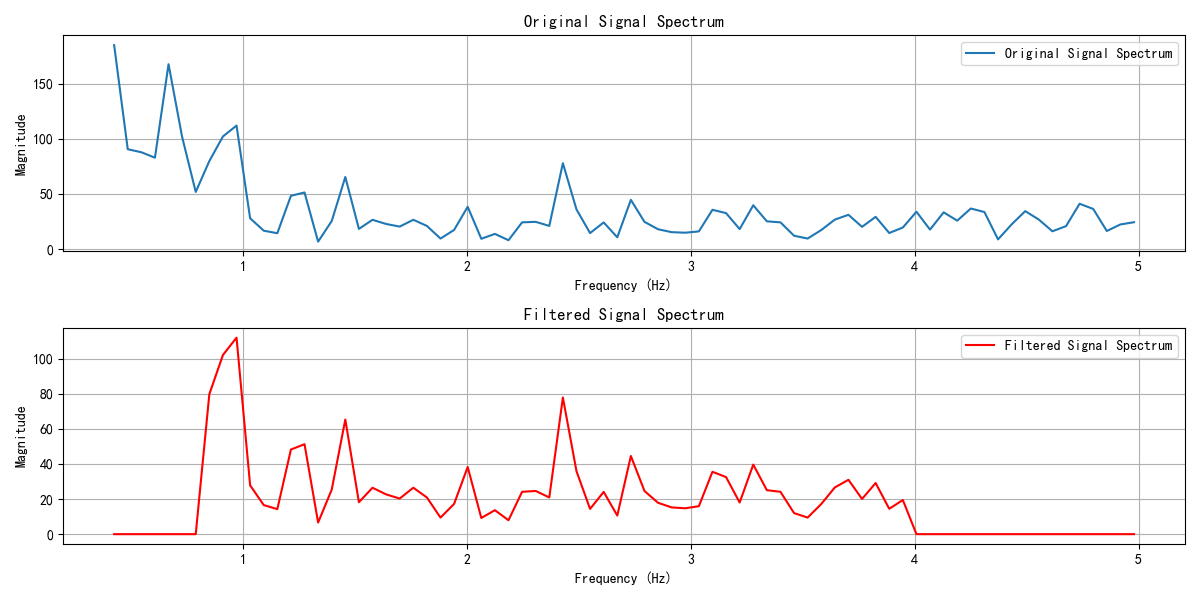 Original Signal Spectrum
Original Signal Spectrum
Magnitude
150
100
50
0
1 2 3 4 5
Frequency (Hz)
Filtered Signal Spectrum
Filtered Signal Spectrum
Magnitude
100
80
60
40
20
0
1 2 3 4 5
Frequency (Hz)